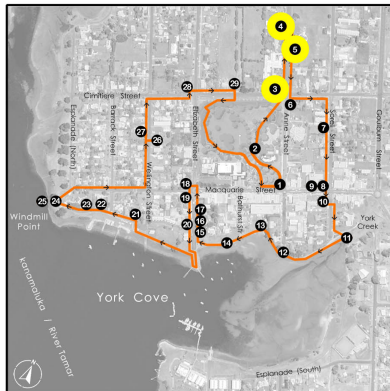 4
5
3
6
28
29
Cimitiere Street
Esplanade (North)
Barrack Street
Wellington Street
Elizabeth Street
Anne Street
Goulburn Street
7
27
26
2
18
19
17
16
15
20
Macquarie Street
1
9
8
10
Bathurst St
25
24
23
22
21
Windmill
Point
14
13
12
11
York
Creek
York Cove
kanamaluka / River Tamar
Esplanade (South)